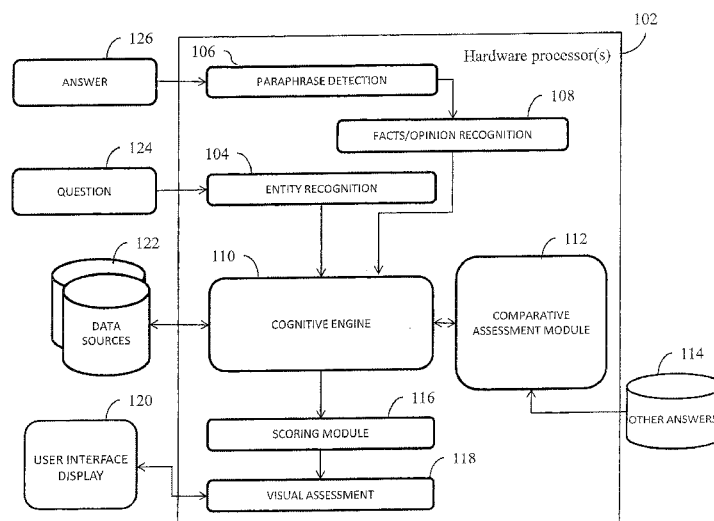 102
126
106
Hardware processor(s)
ANSWER
PARAPHRASE DETECTION
108
FACTS/OPINION RECOGNITION
124
104
QUESTION
ENTITY RECOGNITION
122
110
112
DATA
SOURCES
COGNITIVE ENGINE
COMPARATIVE
ASSESSMENT MODULE
114
OTHER ANSWERS
120
116
SCORING MODULE
USER INTERFACE
DISPLAY
118
VISUAL ASSESSMENT